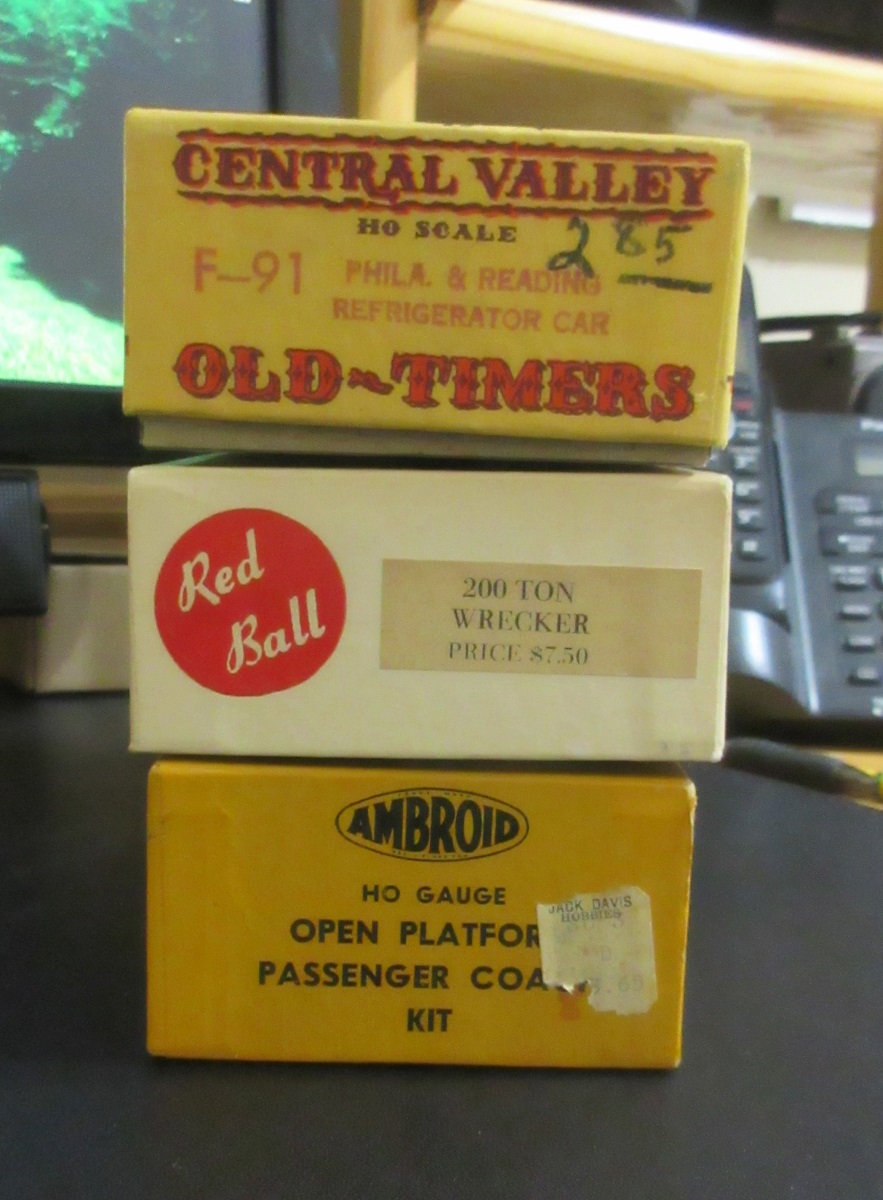 CENTRAL VALLEY
HO SCALE
285
F-91 PHILA. & READING
REFRIGERATOR CAR
OLD~TIMERS
Red
Ball
200 TON
WRECKER
PRICE $7.50
AMBROID
HO GAUGE
OPEN PLATFOR
PASSENGER COA
KIT
JACK DAVIS
HOBBIES